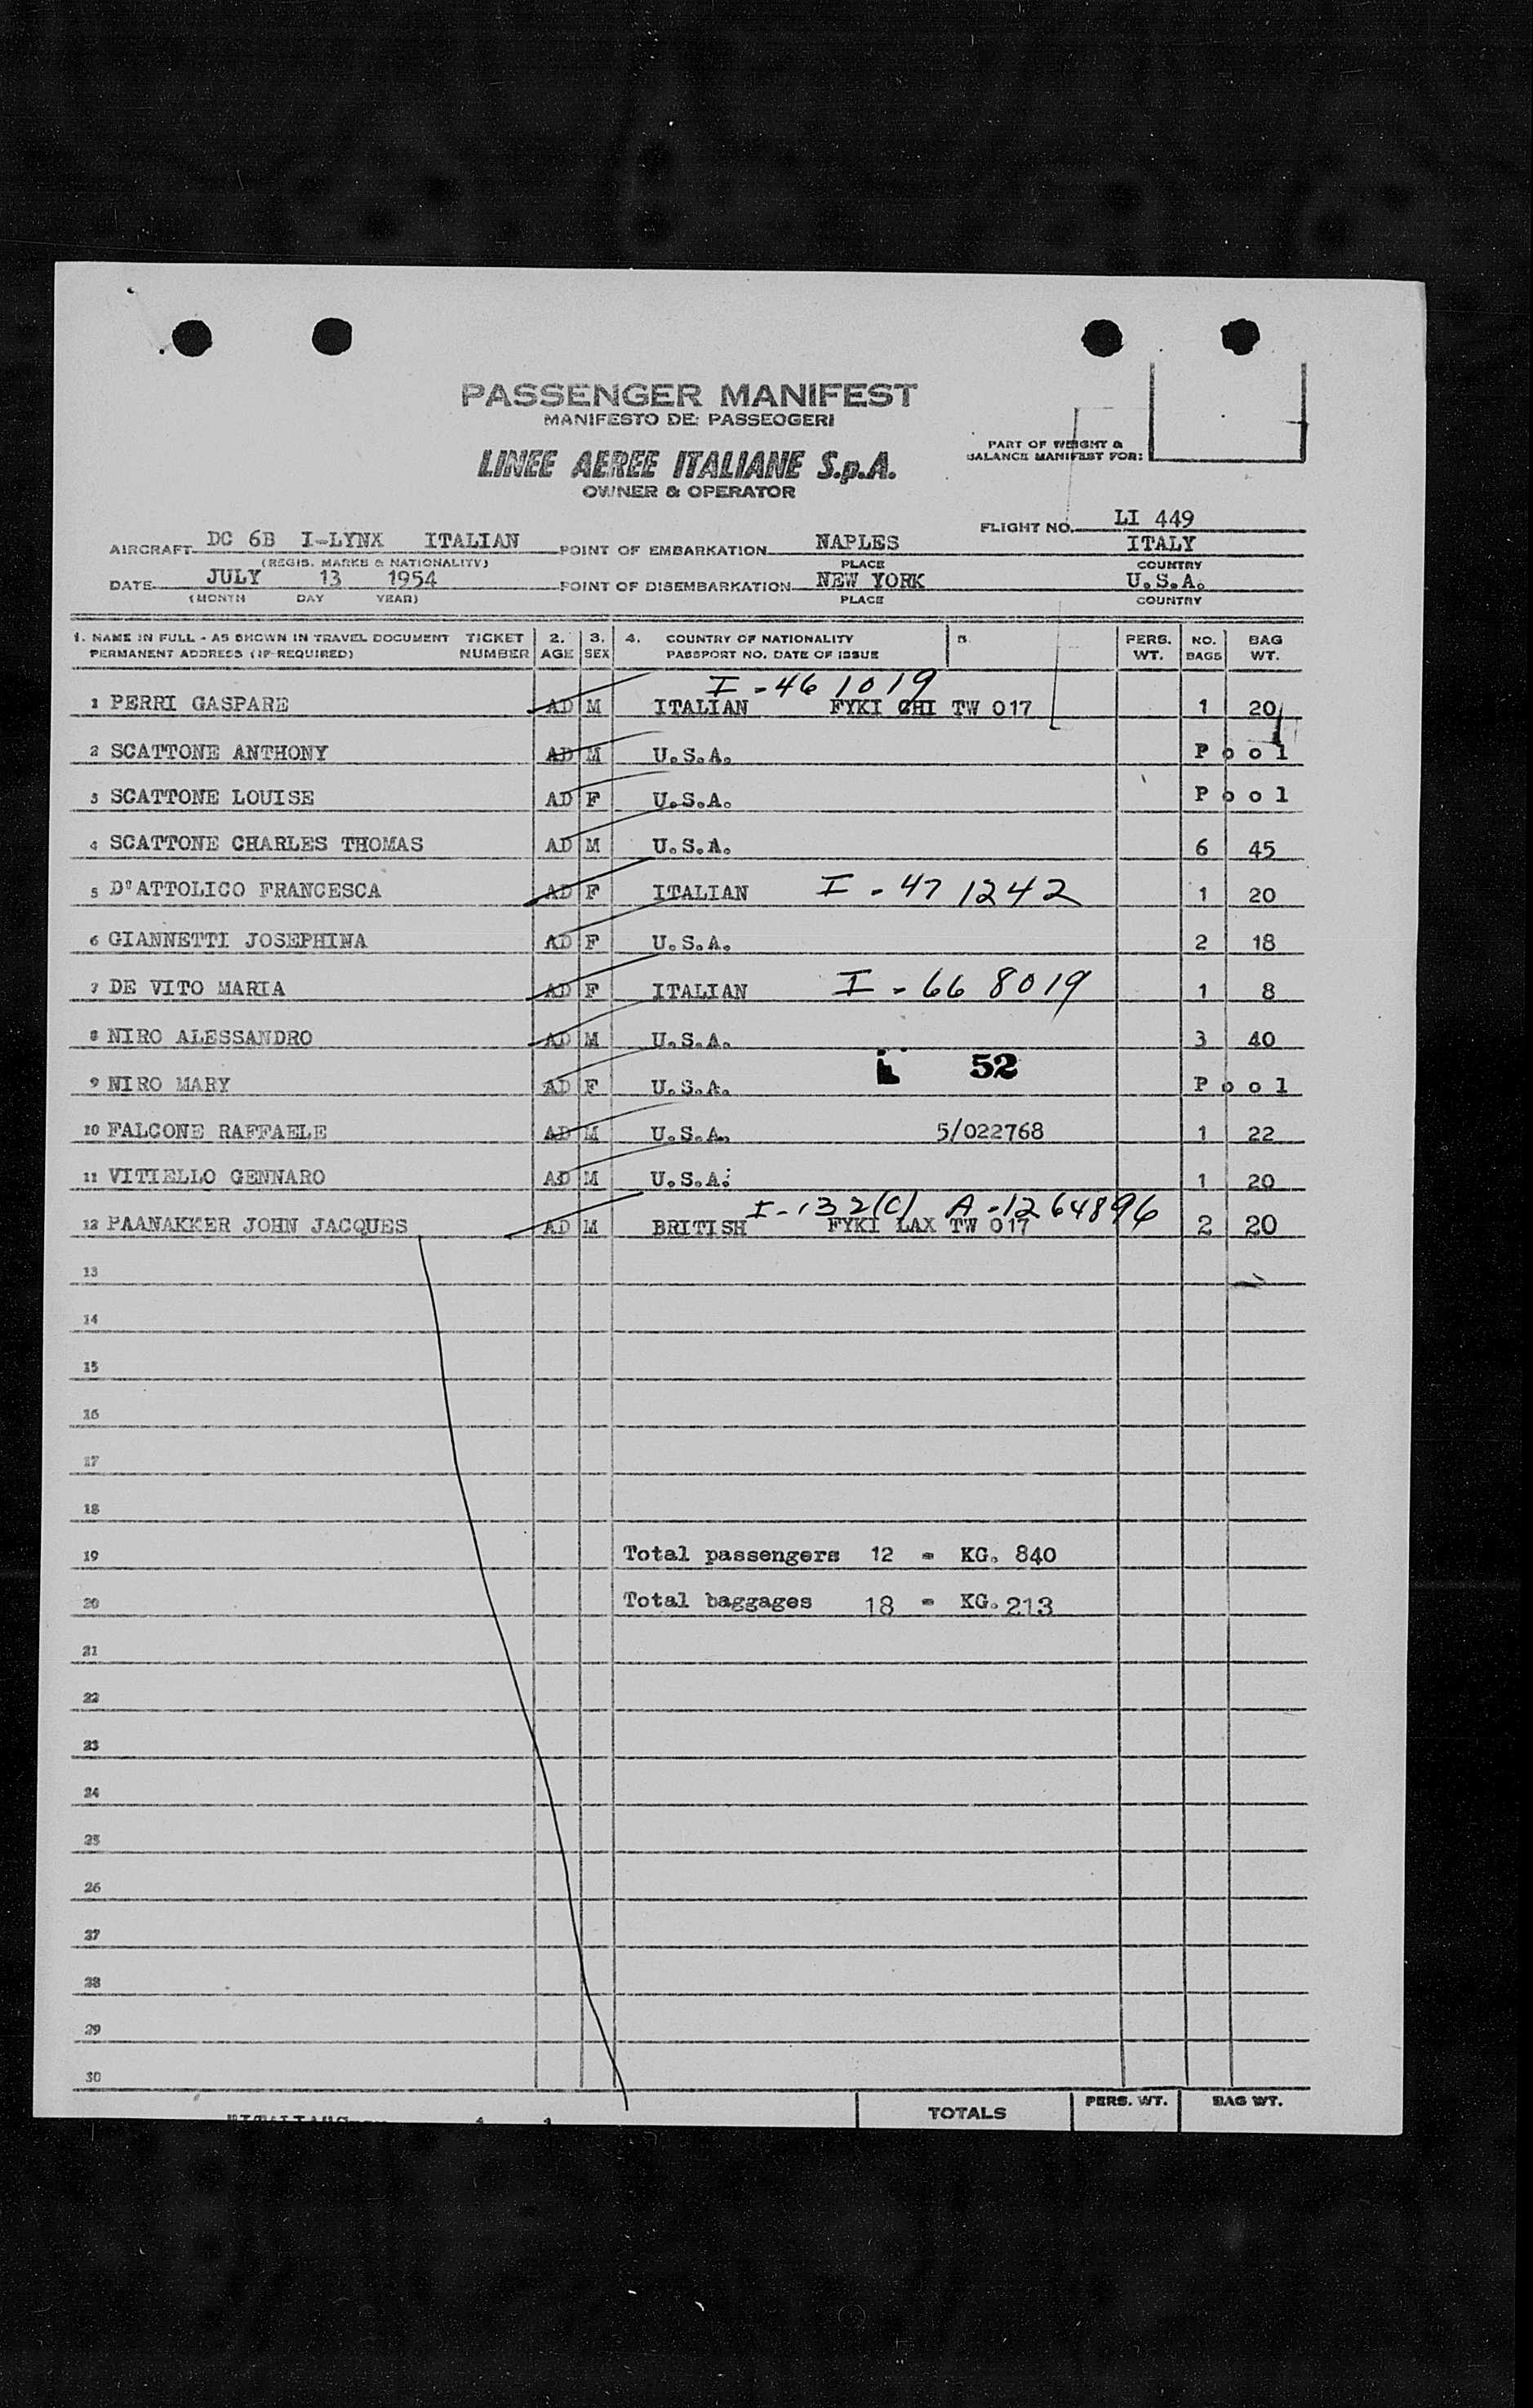 PASSENGER MANIFEST
MANIFESTO DE: PASSEOGERI
LINEE AEREE ITALIANE S.p.A.
OWNER & OPERATOR
PART OF WEIGHT &
BALANCE MANIFEST FOR:
FLIGHT NO. LI 449
AIRCRAFT DC 6B I-LYNX ITALIAN POINT OF EMBARKATION NAPLES ITALY
(REGIS. MARKS & NATIONALITY) PLACE COUNTRY
DATE JULY 13 1954 POINT OF DISEMBARKATION NEW YORK U.S.A.
(MONTH DAY YEAR) PLACE COUNTRY
1. NAME IN FULL - AS SHOWN IN TRAVEL DOCUMENT TICKET 2. 3. 4. COUNTRY OF NATIONALITY 5. PERS. NO. BAG
PERMANENT ADDRESS (IF REQUIRED) NUMBER AGE SEX PASSPORT NO. DATE OF ISSUE WT. BAGS WT.
I-461019
1 PERRI GASPARE AD M ITALIAN FYKI CHI TW 017 1 20
2 SCATTONE ANTHONY AD M U.S.A. Pool
3 SCATTONE LOUISE AD F U.S.A. Pool
4 SCATTONE CHARLES THOMAS AD M U.S.A. 6 45
5 D'ATTOLICO FRANCESCA AD F ITALIAN I-471242 1 20
6 GIANNETTI JOSEPHINA AD F U.S.A. 2 18
7 DE VITO MARIA AD F ITALIAN I-668019 1 8
8 NIRO ALESSANDRO AD M U.S.A. 3 40
52
9 NIRO MARY AD F U.S.A. Pool
10 FALCONE RAFFAELE AD M U.S.A. 5/022768 1 22
11 VITIELLO GENNARO AD M U.S.A. 1 20
I-132(C) A-1264896
12 PAANAKKER JOHN JACQUES AD M BRITISH FYKI LAX TW 017 2 20
13
14
15
16
17
18
19 Total passengers 12 - KG. 840
20 Total baggages 18 - KG. 213
21
22
23
24
25
26
27
28
29
30
TOTALS PERS. WT. BAG WT.